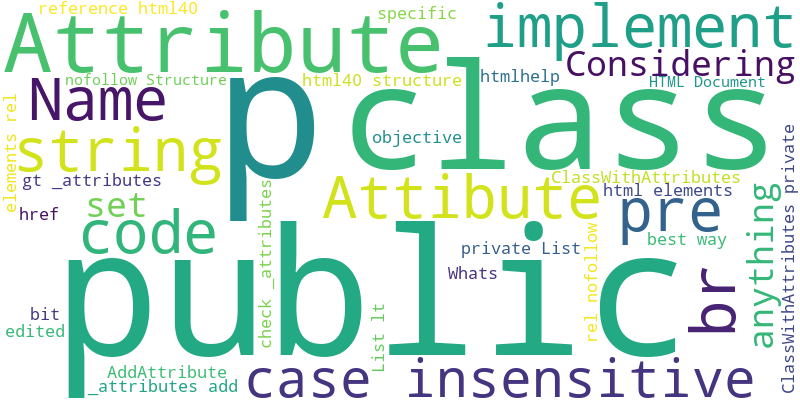 reference html40
specific
Attribute
implement
Considering
nofollow Structure
html40 structure
htmlhelp
HTML Document
Name
p
class
elements rel
string
objective
gt _attributes
Attibute
ClassWithAttributes
html elements
href
set
pre
code
best way
anything
ClassWithAttributes private
check _attributes
private List
Whats
rel nofollow
public
br
bit
edited
List lt
AddAttribute
_attributes add
case insensitive